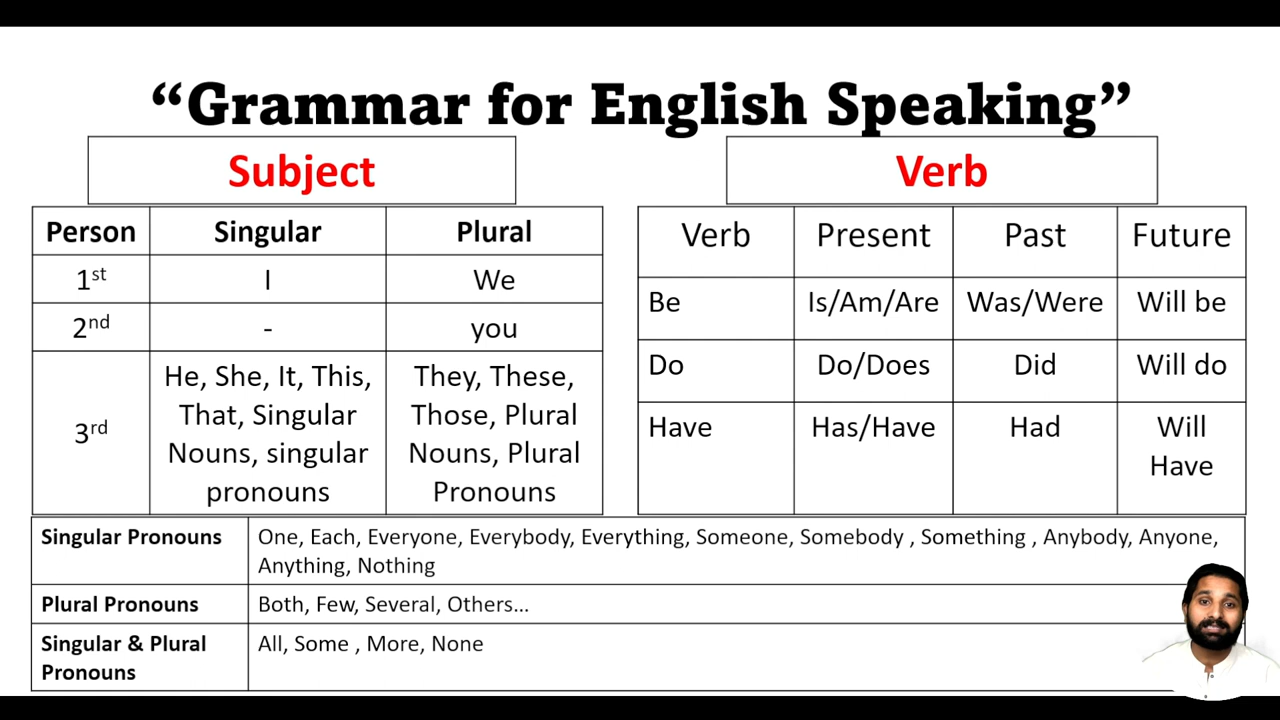 “Grammar for English Speaking”
Subject
Person Singular Plural
1st I We
2nd - you
3rd
He, She, It, This,
That, Singular
Nouns, singular
pronouns
They, These,
Those, Plural
Nouns, Plural
Pronouns
Verb
Verb Present Past Future
Be Is/Am/Are Was/Were Will be
Do Do/Does Did Will do
Have Has/Have Had Will
Have
Singular Pronouns
One, Each, Everyone, Everybody, Everything, Someone, Somebody , Something , Anybody, Anyone,
Anything, Nothing
Plural Pronouns
Both, Few, Several, Others...
Singular & Plural
Pronouns
All, Some , More, None